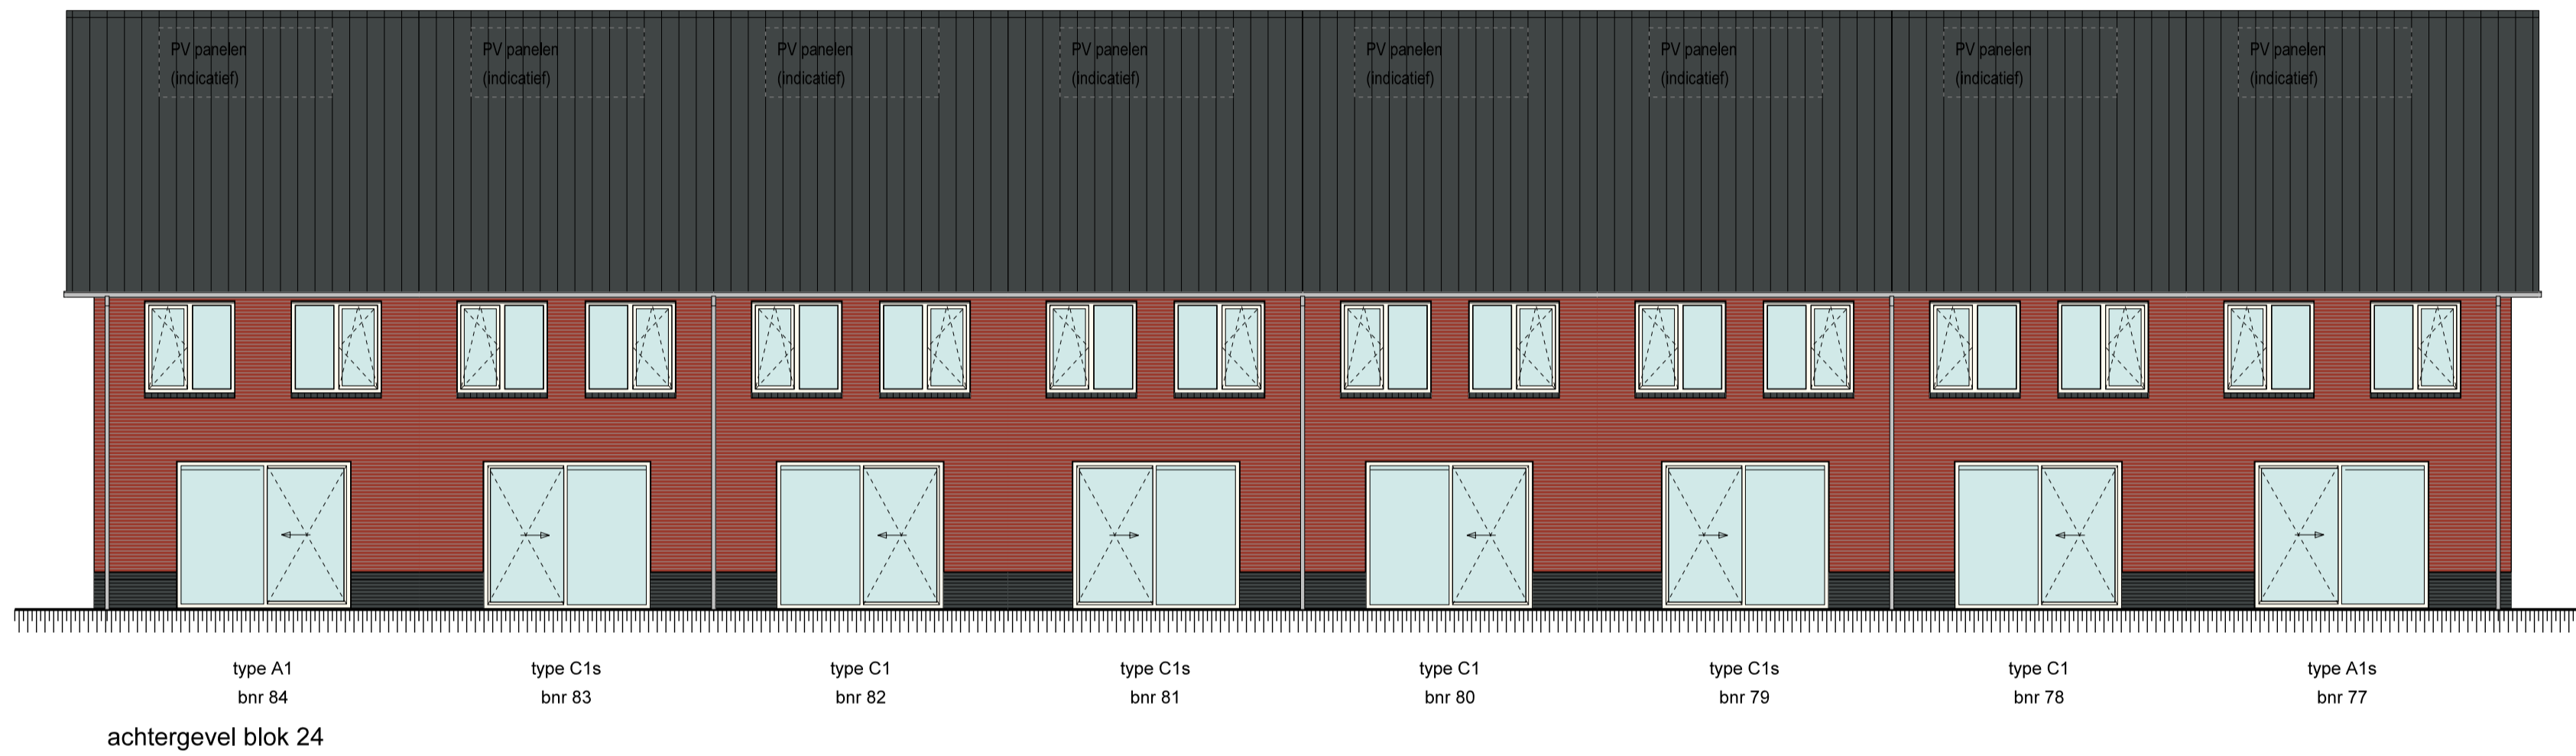 PV panelen
(indicatief)
PV panelen
(indicatief)
PV panelen
(indicatief)
PV panelen
(indicatief)
PV panelen
(indicatief)
PV panelen
(indicatief)
PV panelen
(indicatief)
PV panelen
(indicatief)
type A1
bnr 84
type C1s
bnr 83
type C1
bnr 82
type C1s
bnr 81
type C1
bnr 80
type C1s
bnr 79
type C1
bnr 78
type A1s
bnr 77
achtergevel blok 24